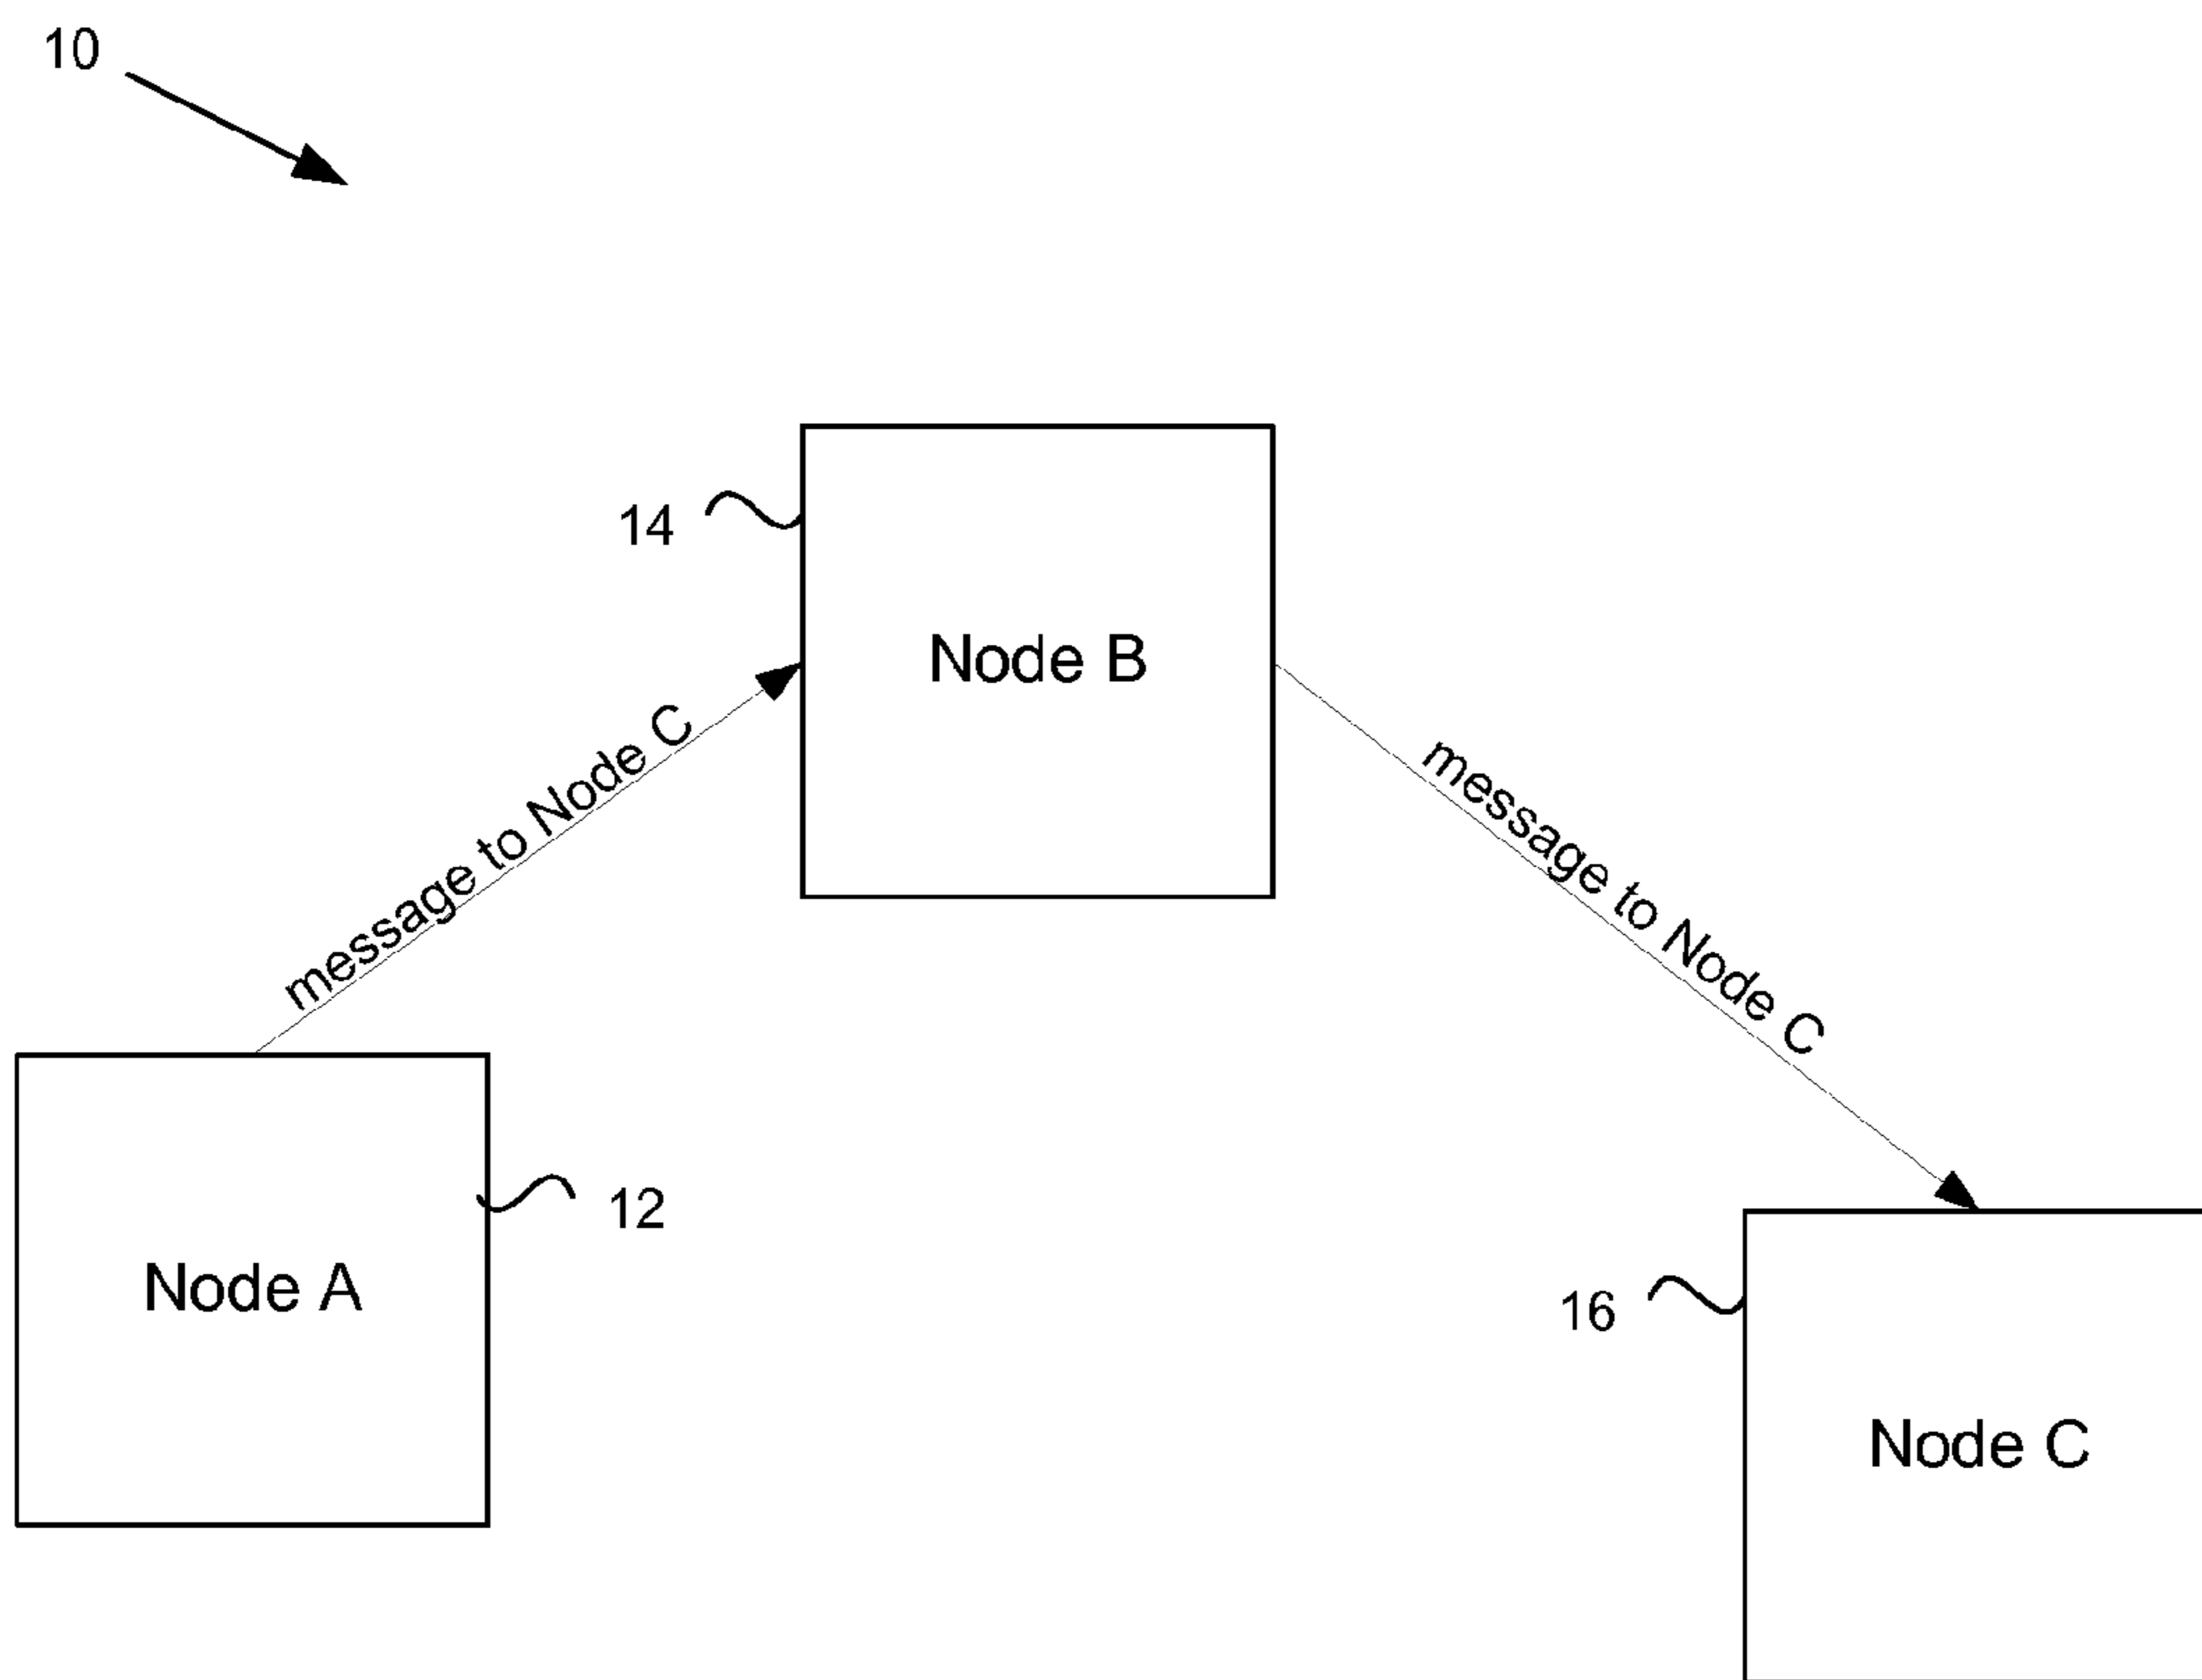 10
14
Node B
message to Node C
message to Node C
12
Node A
16
Node C